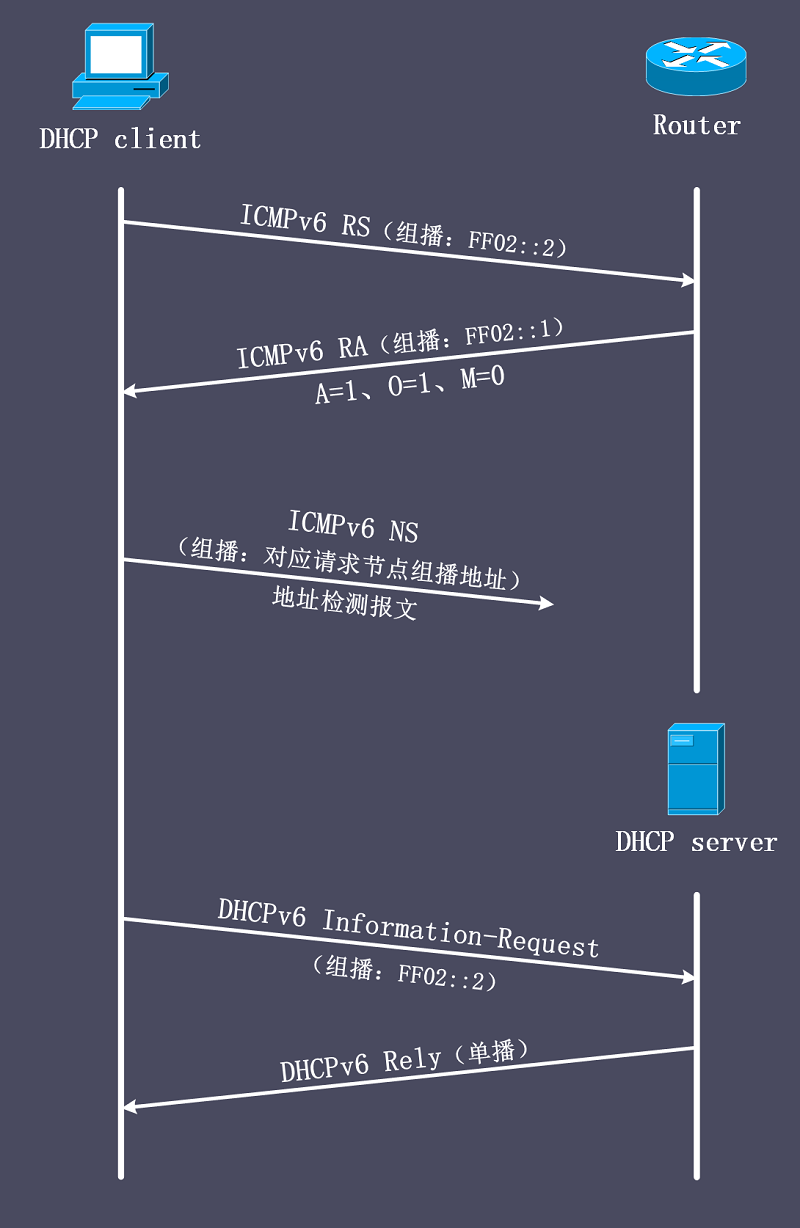 DHCP client
Router
ICMPv6 RS（组播：FF02::2）
ICMPv6 RA（组播：FF02::1）
A=1、O=1、M=0
ICMPv6 NS
（组播：对应请求节点组播地址）
地址检测报文
DHCP server
DHCPv6 Information-Request
（组播：FF02::2）
DHCPv6 Rely（单播）